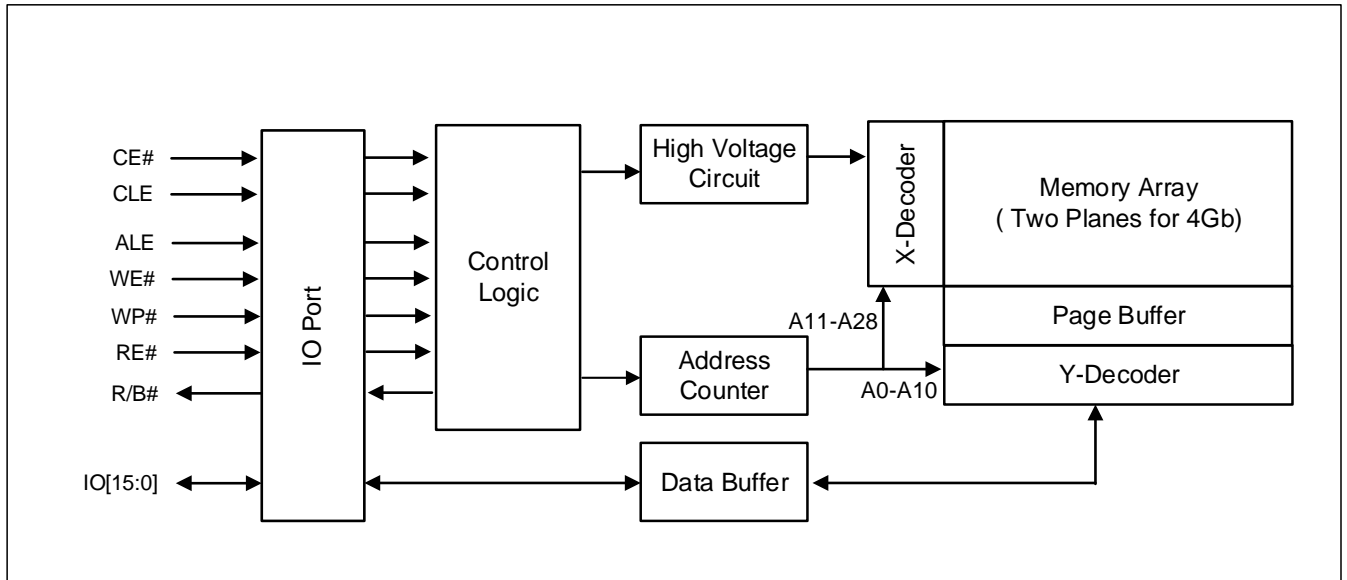 CE#
CLE
ALE
WE#
WP#
RE#
R/B#
IO[15:0]
IO Port
Control
Logic
High Voltage
Circuit
Address
Counter
Data Buffer
A11-A28
A0-A10
X-Decoder
Memory Array
( Two Planes for 4Gb)
Page Buffer
Y-Decoder